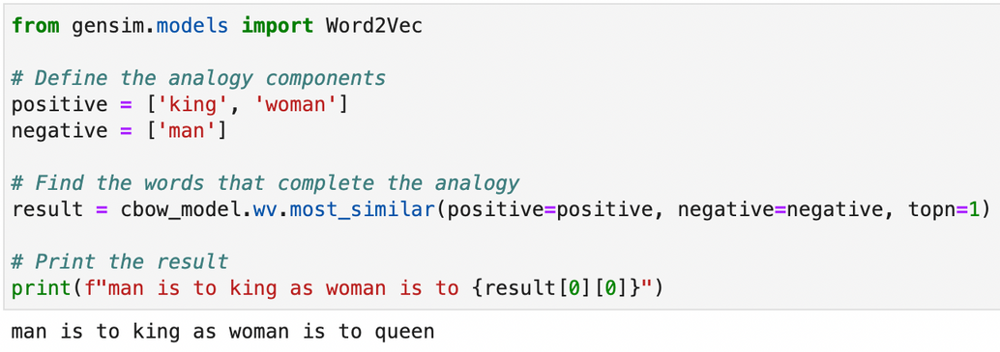 from gensim.models import Word2Vec
# Define the analogy components
positive = ['king', 'woman']
negative = ['man']
# Find the words that complete the analogy
result = cbow_model.wv.most_similar(positive=positive, negative=negative, topn=1)
# Print the result
print(f"man is to king as woman is to {result[0][0]}")
man is to king as woman is to queen